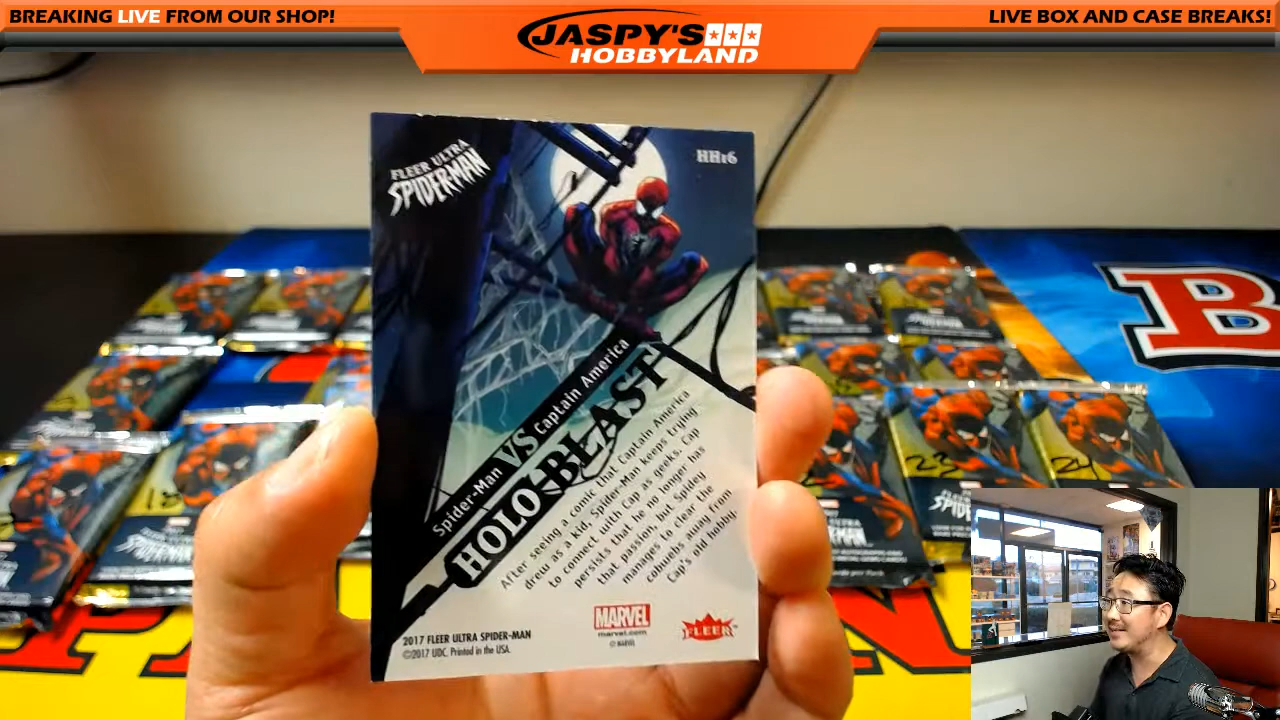 BREAKING LIVE FROM OUR SHOP!
JASPY'S
HOBBYLAND
LIVE BOX AND CASE BREAKS!
FLEER ULTRA
SPIDER-MAN
HH16
Spider-Man VS Captain America
HOLO-BLAST
After seeing a comic that Captain America
drew as a kid, Spider-Man keeps trying
to connect with Cap as geeks. Cap
persists that he no longer has
that passion, but Spidey
manages to clear the
cobwebs away from
Cap's old hobby.
MARVEL
marvel.com
© MARVEL
FLEER
2017 FLEER ULTRA SPIDER-MAN
©2017 UDC. Printed in the USA.
B
23
24